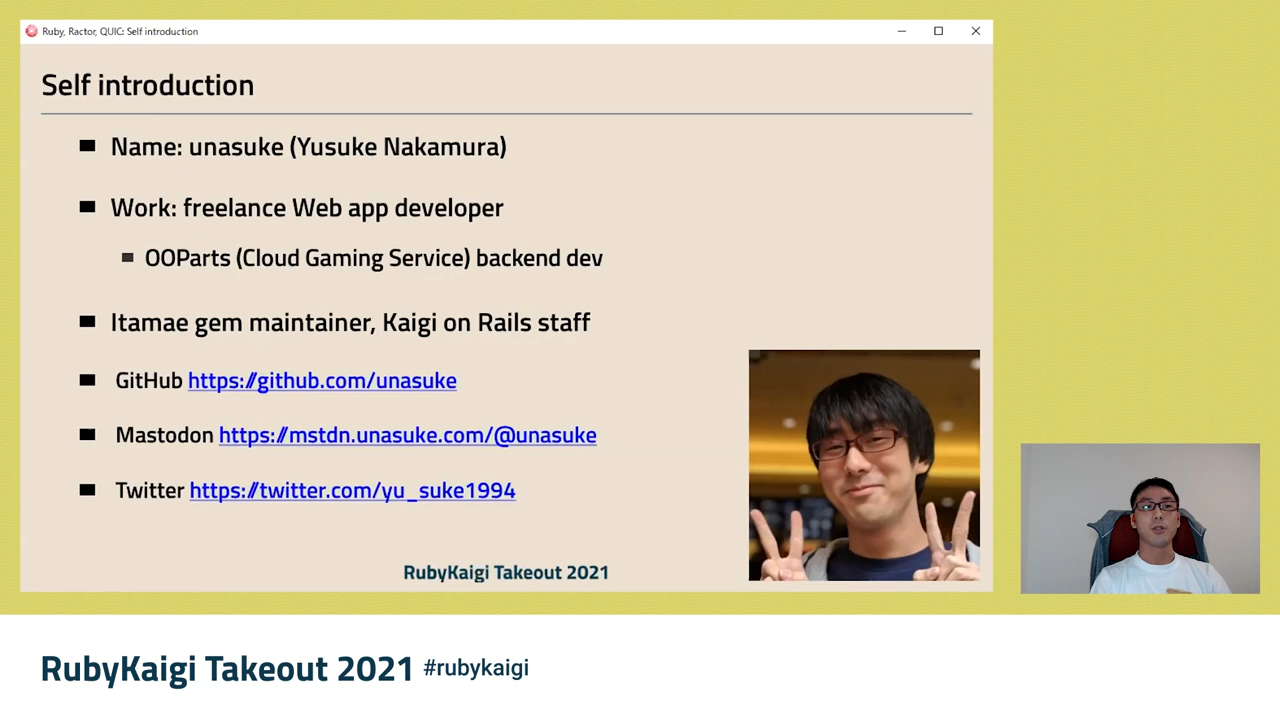 Ruby, Ractor, QUIC: Self introduction
Self introduction
Name: unasuke (Yusuke Nakamura)
Work: freelance Web app developer
OOParts (Cloud Gaming Service) backend dev
Itamae gem maintainer, Kaigi on Rails staff
GitHub https://github.com/unasuke
Mastodon https://mstdn.unasuke.com/@unasuke
Twitter https://twitter.com/yu_suke1994
RubyKaigi Takeout 2021
RubyKaigi Takeout 2021 #rubykaigi